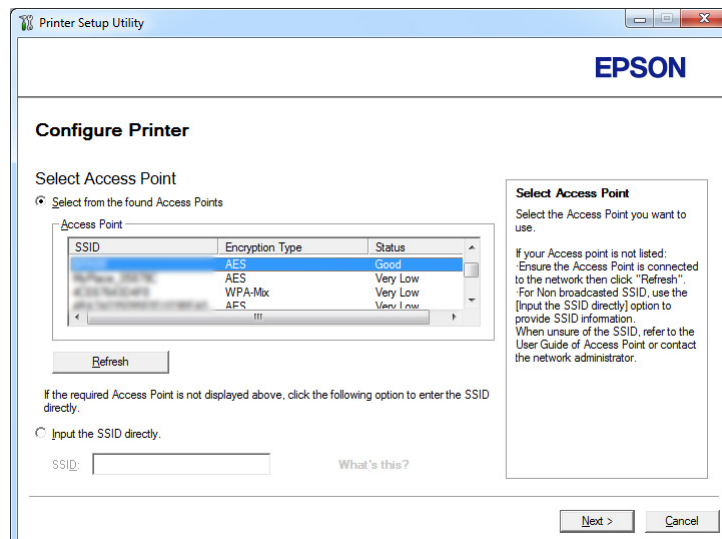 Printer Setup Utility
EPSON
Configure Printer
Select Access Point
Select from the found Access Points
Access Point
SSID Encryption Type Status
AES Good
AES Very Low
WPA-Mix Very Low
AES Very Low
Refresh
If the required Access Point is not displayed above, click the following option to enter the SSID
directly.
Input the SSID directly.
SSID:
What's this?
Select Access Point
Select the Access Point you want to
use.
If your Access point is not listed:
·Ensure the Access Point is connected
to the network then click "Refresh".
·For Non broadcasted SSID, use the
[Input the SSID directly] option to
provide SSID information.
When unsure of the SSID, refer to the
User Guide of Access Point or contact
the network administrator.
Next >
Cancel